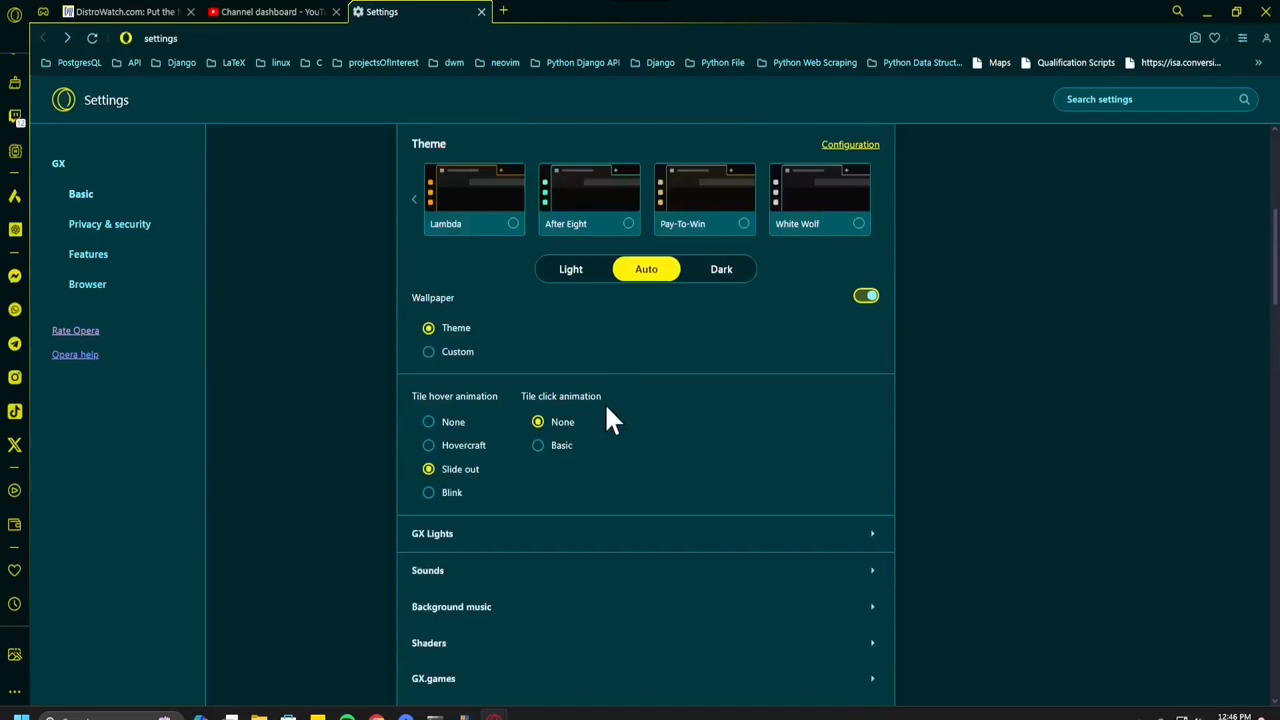 DistroWatch.com: Put the f
Channel dashboard - YouTu
Settings
settings
PostgresQL
API
Django
LaTeX
linux
C
projectsOfInterest
dwm
neovim
Python Django API
Django
Python File
Python Web Scraping
Python Data Struct...
Maps
Qualification Scripts
https://isa.conversi...
»
Settings
Search settings
GX
Basic
Privacy & security
Features
Browser
Rate Opera
Opera help
Theme
Configuration
Lambda
After Eight
Pay-To-Win
White Wolf
Light
Auto
Dark
Wallpaper
Theme
Custom
Tile hover animation
Tile click animation
None
None
Hovercraft
Basic
Slide out
Blink
GX Lights
Sounds
Background music
Shaders
GX.games
12:46 PM